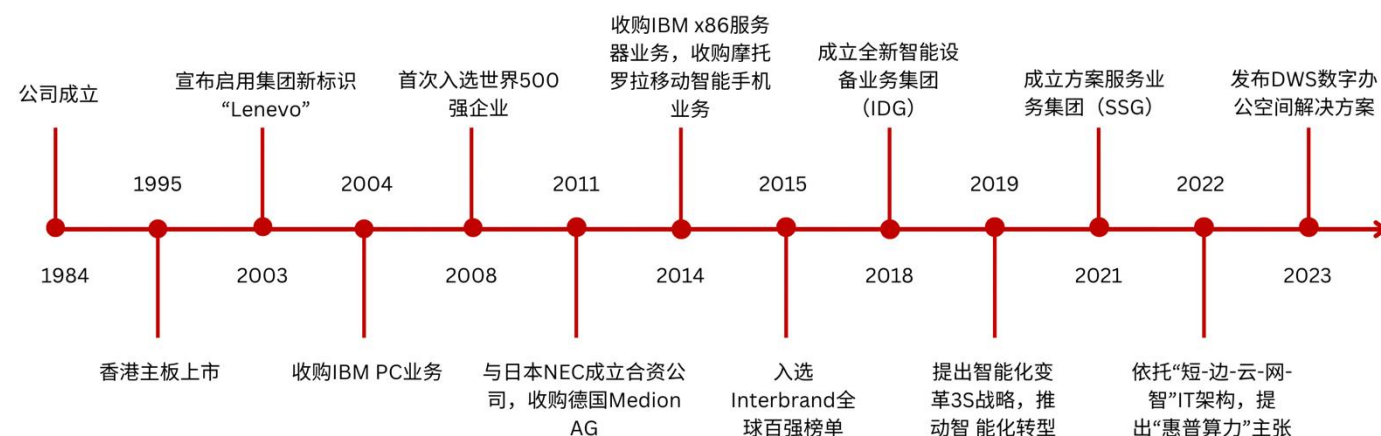 公司成立
宣布启用集团新标识
“Lenevo”
首次入选世界500
强企业
收购IBM x86服务
器业务，收购摩托
罗拉移动智能手机
业务
成立全新智能设
备业务集团
（IDG）
成立方案服务业
务集团（SSG）
发布DWS数字办
公空间解决方案
1995
2004
2011
2015
2019
2022
1984
2003
2008
2014
2018
2021
2023
香港主板上市
收购IBM PC业务
与日本NEC成立合资公
司，收购德国Medion
AG
入选
Interbrand全
球百强榜单
提出智能化变
革3S战略，推
动智 能化转型
依托“短-边-云-网-
智”IT架构，提
出“惠普算力”主张